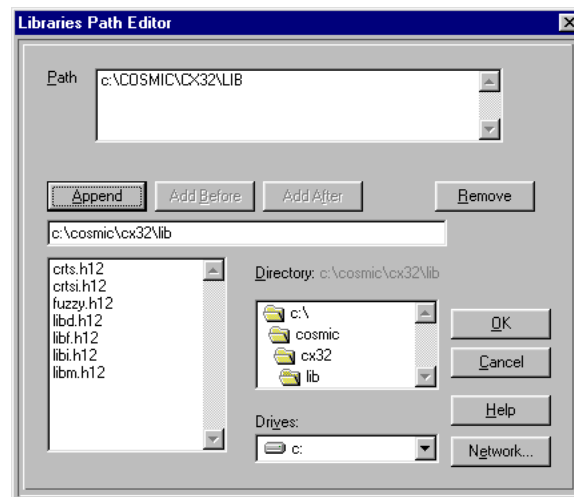 Libraries Path Editor
Path
c:\COSMIC\CX32\LIB
Append
Add Before
Add After
Remove
c:\cosmic\cx32\lib
crts.h12
crtsi.h12
fuzzy.h12
libd.h12
libf.h12
libi.h12
libm.h12
Directory: c:\cosmic\cx32\lib
c:\
cosmic
cx32
lib
Drives:
c:
OK
Cancel
Help
Network...